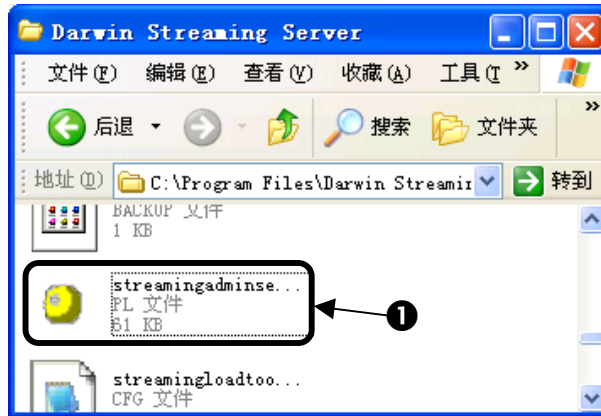 Darwin Streaming Server
文件(F) 编辑(E) 查看(V) 收藏(A) 工具(T »
后退 搜索 文件夹 »
地址(D) C:\Program Files\Darwin Streamin 转到
BACKUP 文件
1 KB
streamingadminse...
PL 文件
61 KB
1
streamingloadtoo...
CFG 文件